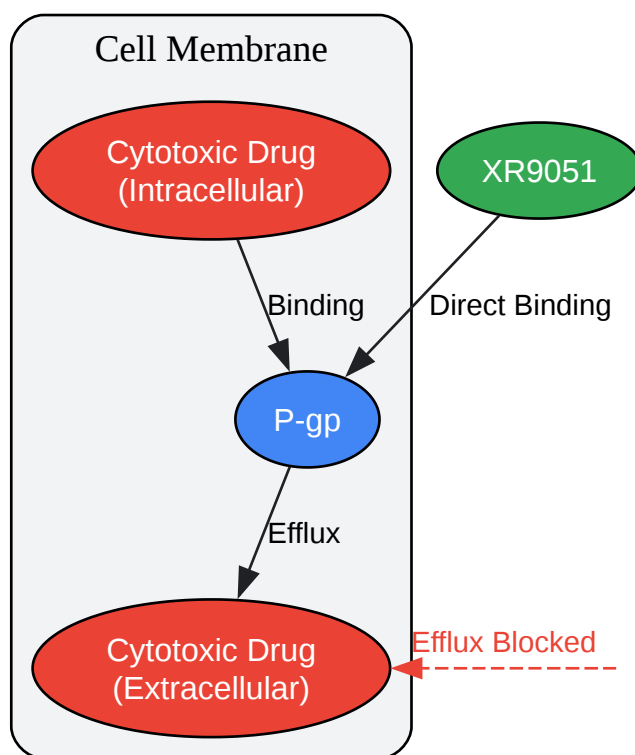 Cell Membrane
Cytotoxic Drug
(Intracellular)
XR9051
Binding
Direct Binding
P-gp
Efflux
Efflux Blocked
Cytotoxic Drug
(Extracellular)